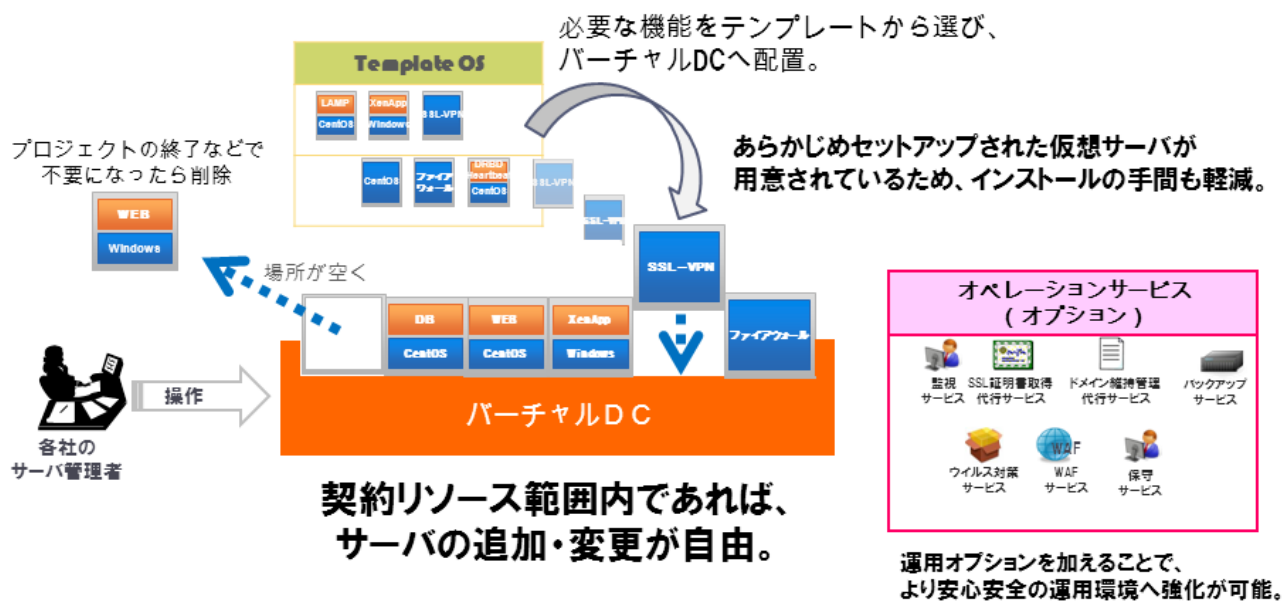 必要な機能をテンプレートから選び、
バーチャルDCへ配置。
Template OS
LAMP
CentOS
XenApp
Windows
SSL-VPN
CentOS
ファイア
ウォール
DRBD
Heartbeat
CentOS
SSL-VPN
SSL-VPN
プロジェクトの終了などで
不要になったら削除
WEB
Windows
場所が空く
あらかじめセットアップされた仮想サーバが
用意されているため、インストールの手間も軽減。
SSL-VPN
DB
CentOS
WEB
CentOS
XenApp
Windows
ファイアウォール
バーチャルDC
操作
各社の
サーバ管理者
契約リソース範囲内であれば、
サーバの追加・変更が自由。
オペレーションサービス
(オプション)
監視
サービス
SSL証明書取得
代行サービス
ドメイン維持管理
代行サービス
バックアップ
サービス
ウイルス対策
サービス
WAF
WAF
サービス
保守
サービス
運用オプションを加えることで、
より安心安全の運用環境へ強化が可能。